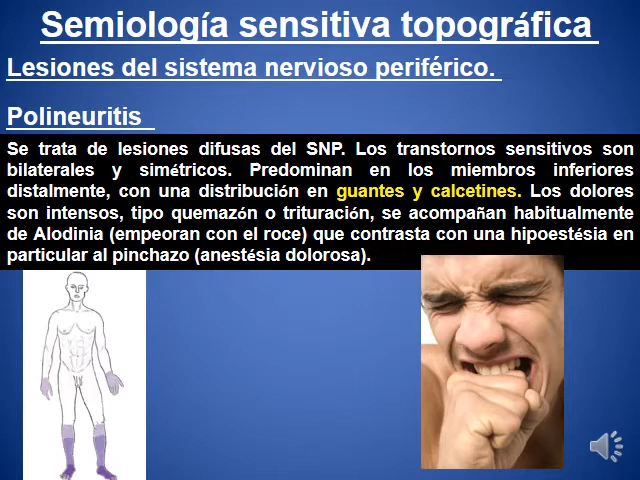 Semiología sensitiva topográfica
Lesiones del sistema nervioso periférico.
Polineuritis
Se trata de lesiones difusas del SNP. Los transtornos sensitivos son
bilaterales y simétricos. Predominan en los miembros inferiores
distalmente, con una distribución en guantes y calcetines. Los dolores
son intensos, tipo quemazón o trituración, se acompañan habitualmente
de Alodinia (empeoran con el roce) que contrasta con una hipoestésia en
particular al pinchazo (anestésia dolorosa).